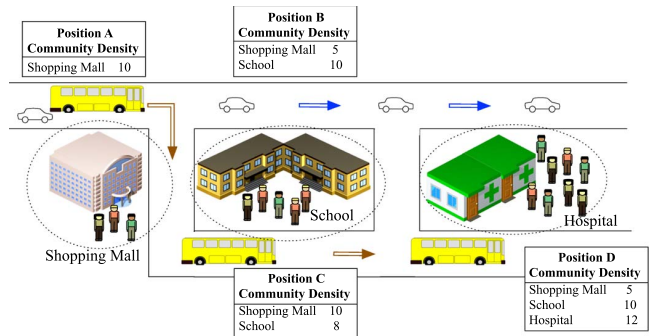 Position A
Community Density
Shopping Mall 10
Position B
Community Density
Shopping Mall 5
School 10
School
Hospital
Shopping Mall
Position C
Community Density
Shopping Mall 10
School 8
Position D
Community Density
Shopping Mall 5
School 10
Hospital 12